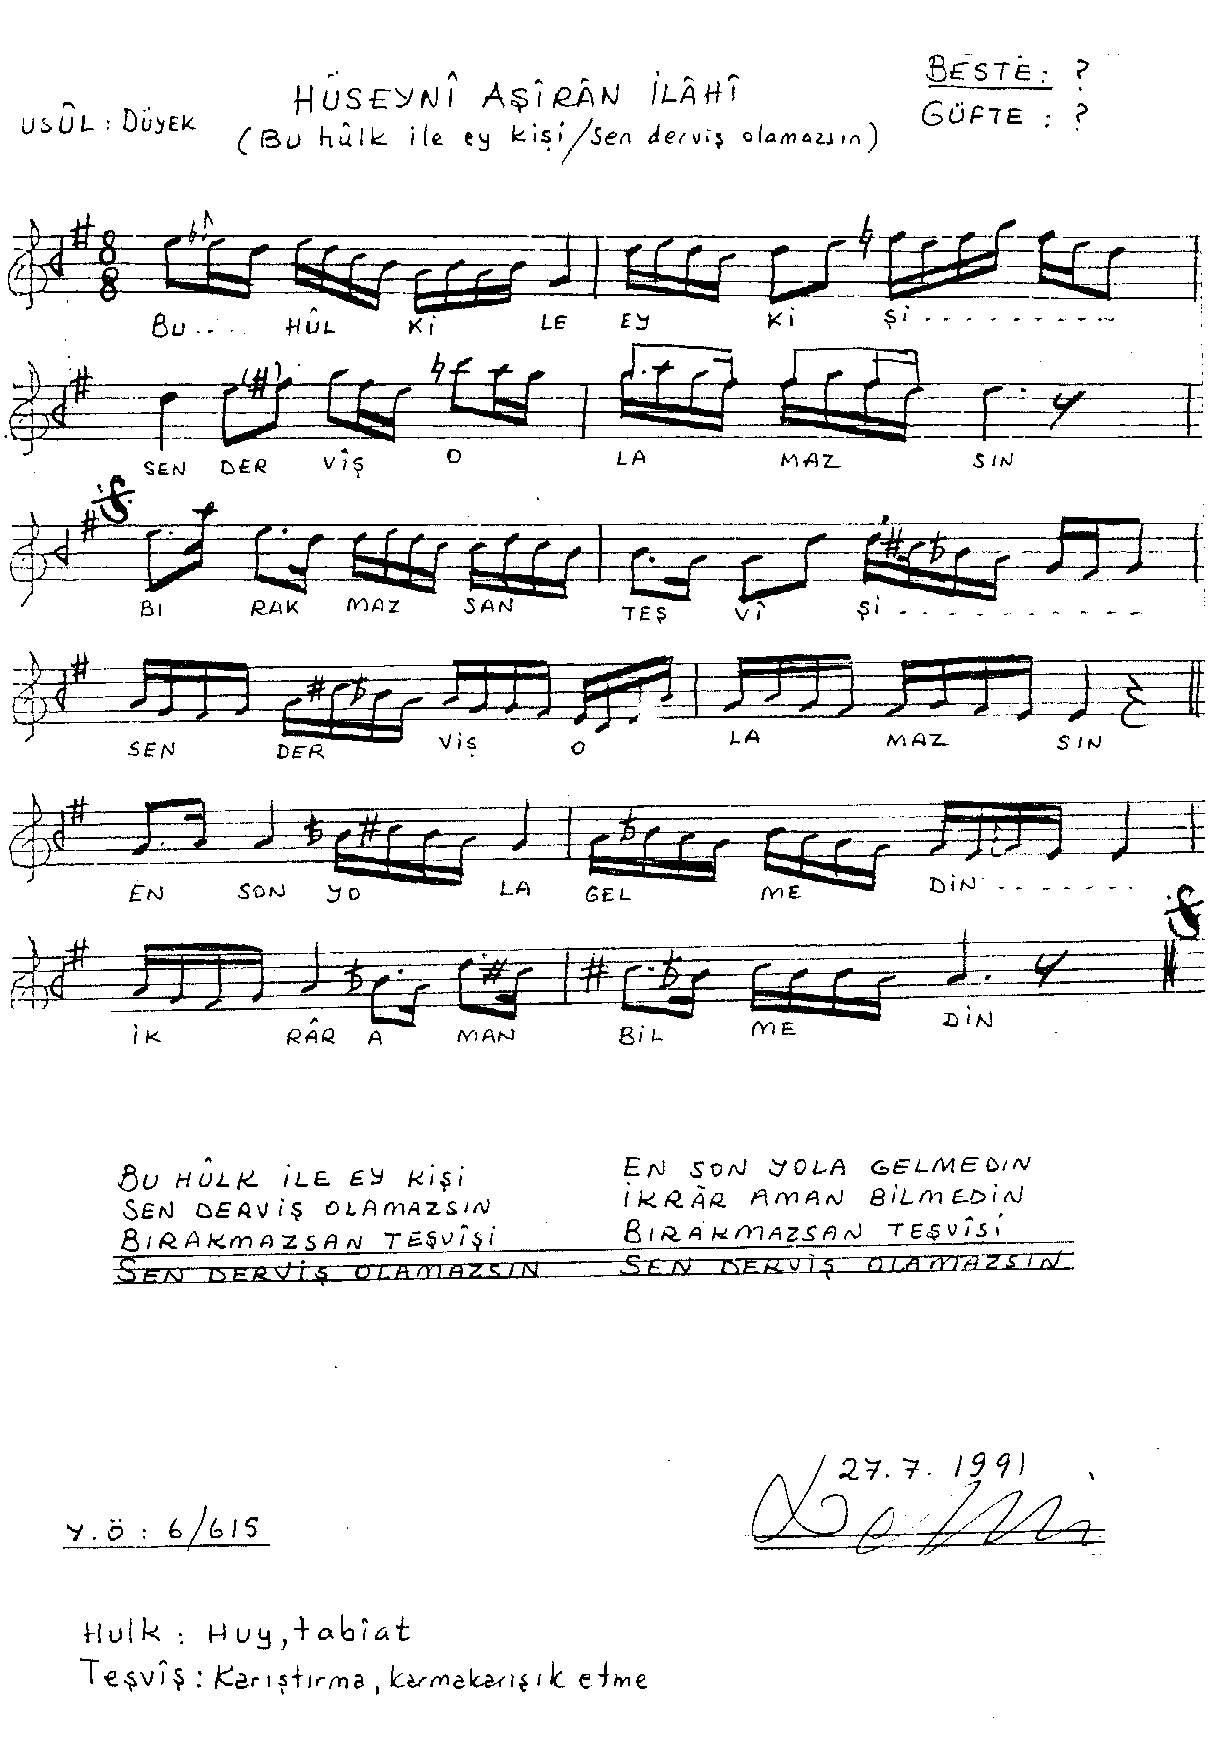 BESTE : ?
HÜSEYNÎ AŞÎRÂN İLÂHÎ
USÛL : DÜYEK
GÜFTE : ?
(Bu hûlk ile ey kişi/Sen derviş olamazsın)
8
8
BU . . . . HÛL Kİ LE EY Kİ Şİ - - - - - - - - -
SEN DER VÎŞ O LA MAZ SIN
BI RAK MAZ SAN TEŞ VÎ Şİ - - - - - - - - -
SEN DER VİŞ O LA MAZ SIN
EN SON YO LA GEL ME DİN - - - - - -
İK RÂR A MAN BİL ME DİN
BU HÛLK İLE EY KİŞİ
SEN DERVİŞ OLAMAZSIN
BIRAKMAZSAN TEŞVÎŞİ
SEN DERVİŞ OLAMAZSIN
EN SON YOLA GELMEDİN
İKRÂR AMAN BİLMEDİN
BIRAKMAZSAN TEŞVÎSİ
SEN DERVİŞ OLAMAZSIN
27.7.1991
Y.Ö : 6/615
Hulk : Huy, tabîat
Teşvîş : Karıştırma, karmakarışık etme